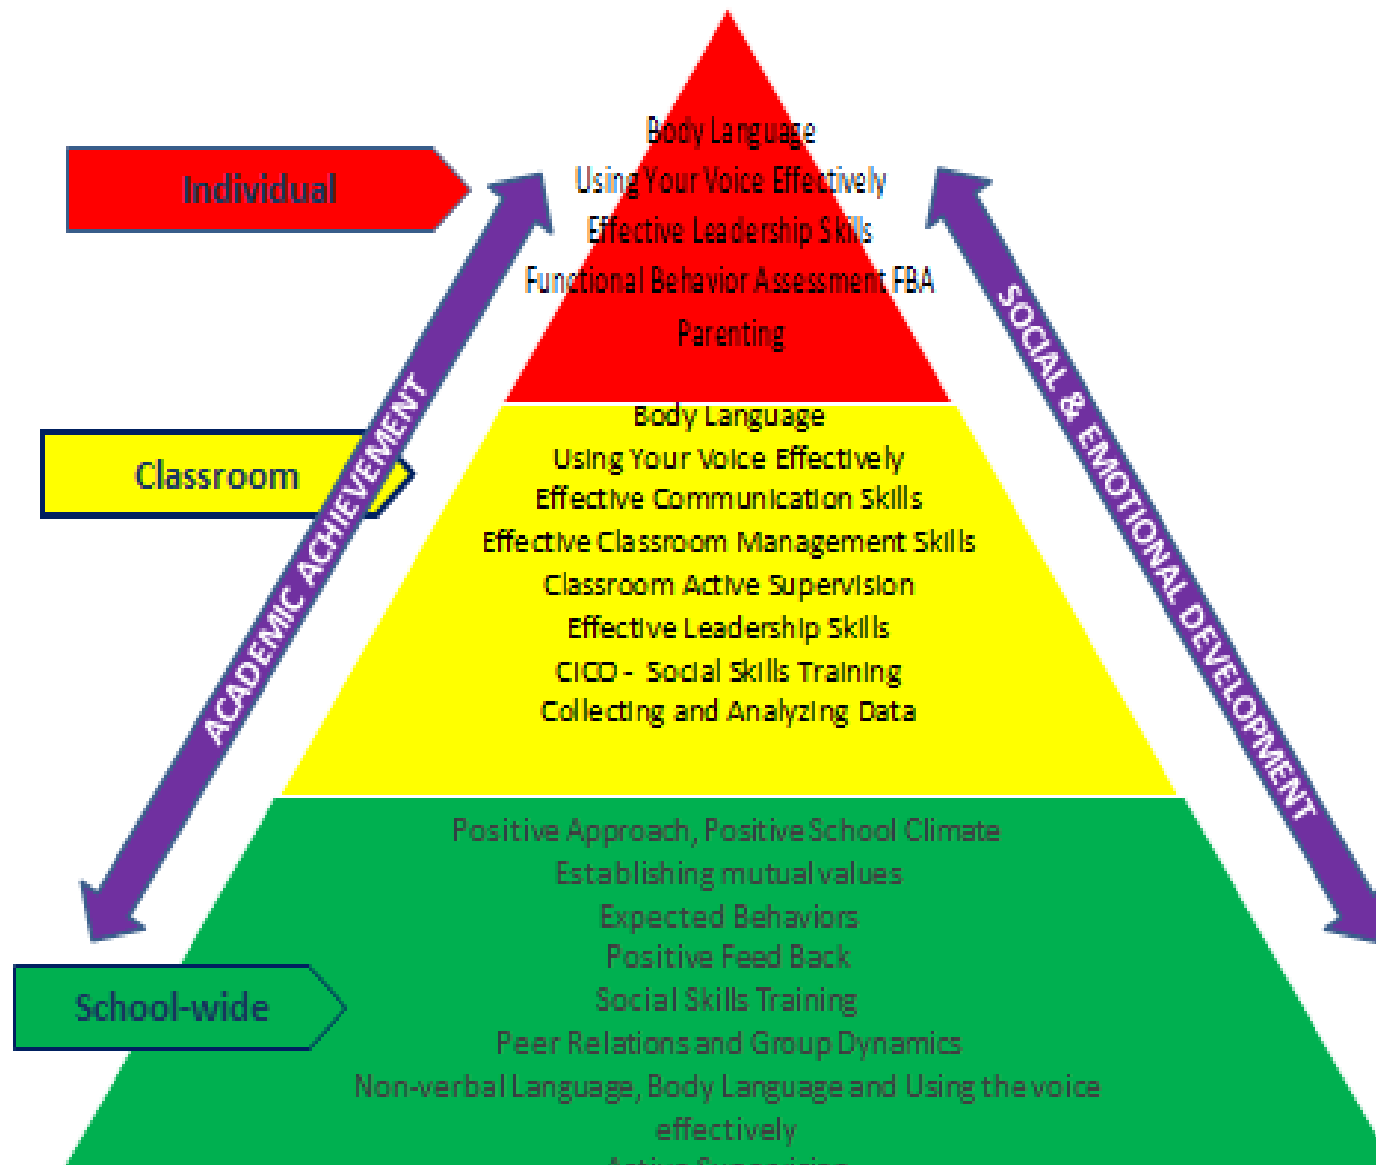 Individual
Body Language
Using Your Voice Effectively
Effective Leadership Skills
Functional Behavior Assessment FBA
Parenting
ACADEMIC ACHIEVEMENT
SOCIAL & EMOTIONAL DEVELOPMENT
Classroom
Body Language
Using Your Voice Effectively
Effective Communication Skills
Effective Classroom Management Skills
Classroom Active Supervision
Effective Leadership Skills
CICO - Social Skills Training
Collecting and Analyzing Data
School-wide
Positive Approach, Positive School Climate
Establishing mutual values
Expected Behaviors
Positive Feed Back
Social Skills Training
Peer Relations and Group Dynamics
Non-verbal Language, Body Language and Using the voice
effectively